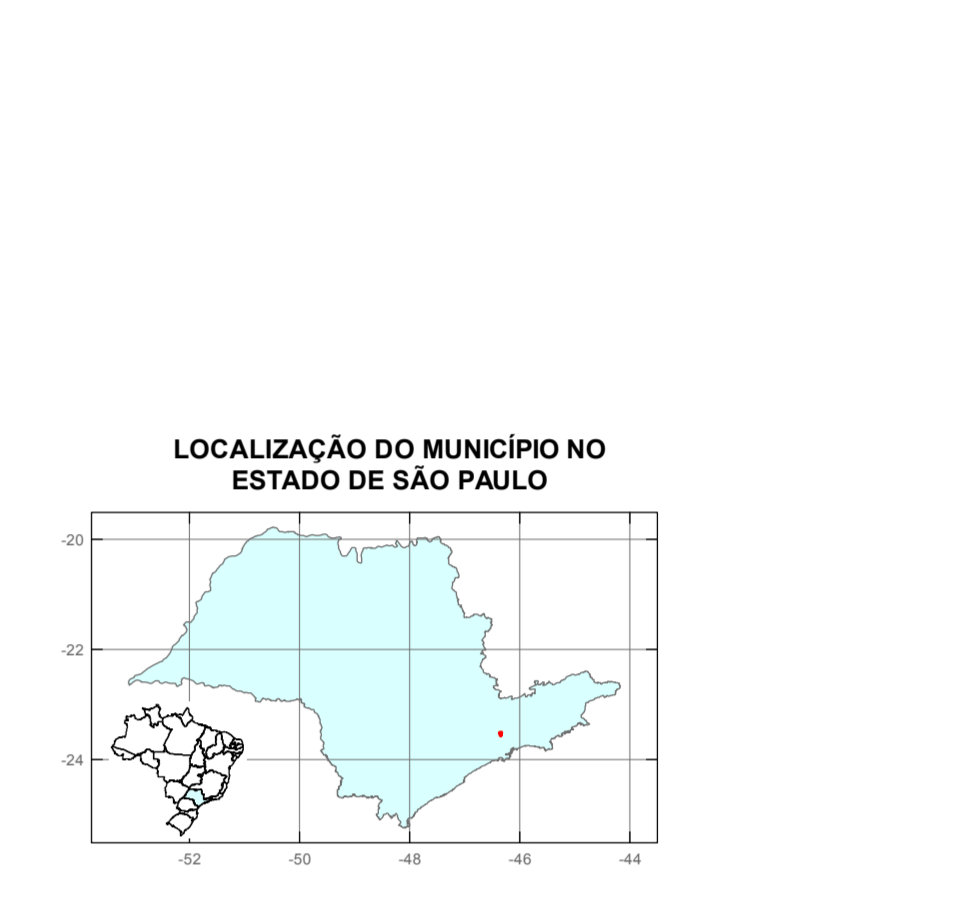 LOCALIZAÇÃO DO MUNICÍPIO NO
ESTADO DE SÃO PAULO
-20
-22
-24
-52 -50 -48 -46 -44